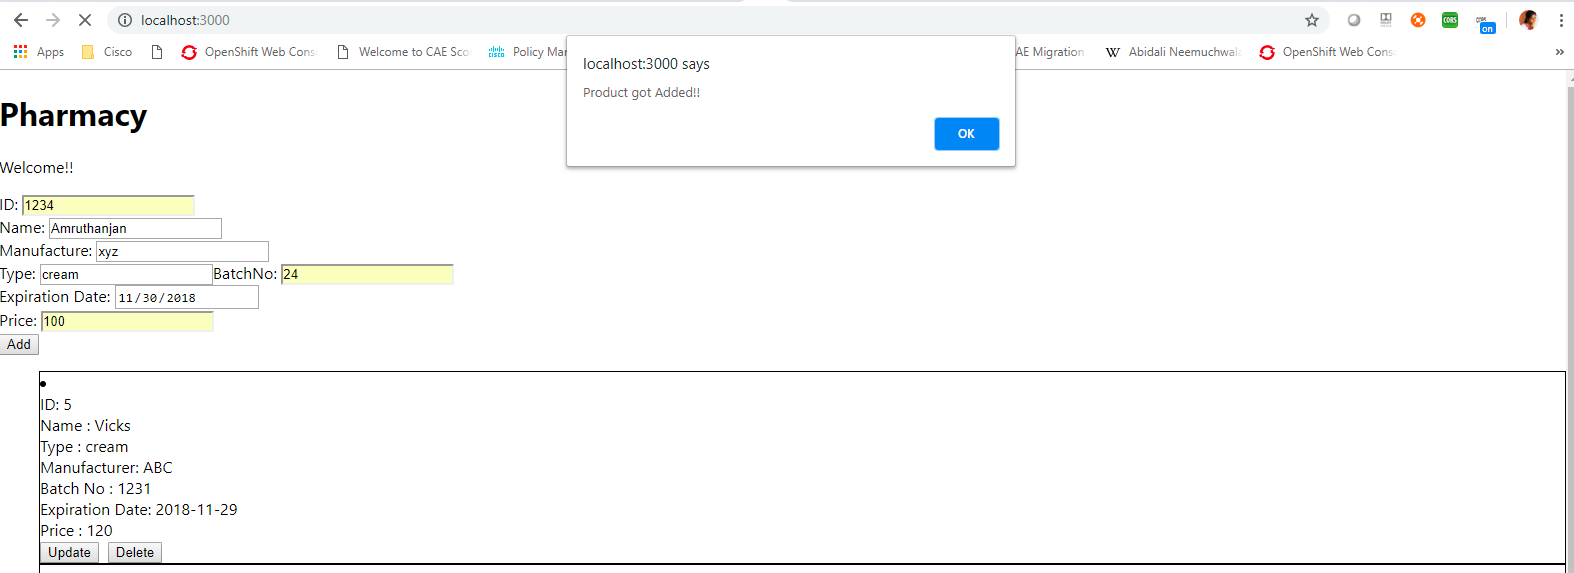 localhost:3000
Apps Cisco OpenShift Web Cons Welcome to CAE Sco Policy Mar AE Migration Abidali Neemuchwal OpenShift Web Cons »
CORS on
localhost:3000 says
Product got Added!!
OK
Pharmacy
Welcome!!
ID: 1234
Name: Amruthanjan
Manufacture: xyz
Type: cream BatchNo: 24
Expiration Date: 11/30/2018
Price: 100
Add
ID: 5
Name : Vicks
Type : cream
Manufacturer: ABC
Batch No : 1231
Expiration Date: 2018-11-29
Price : 120
Update Delete